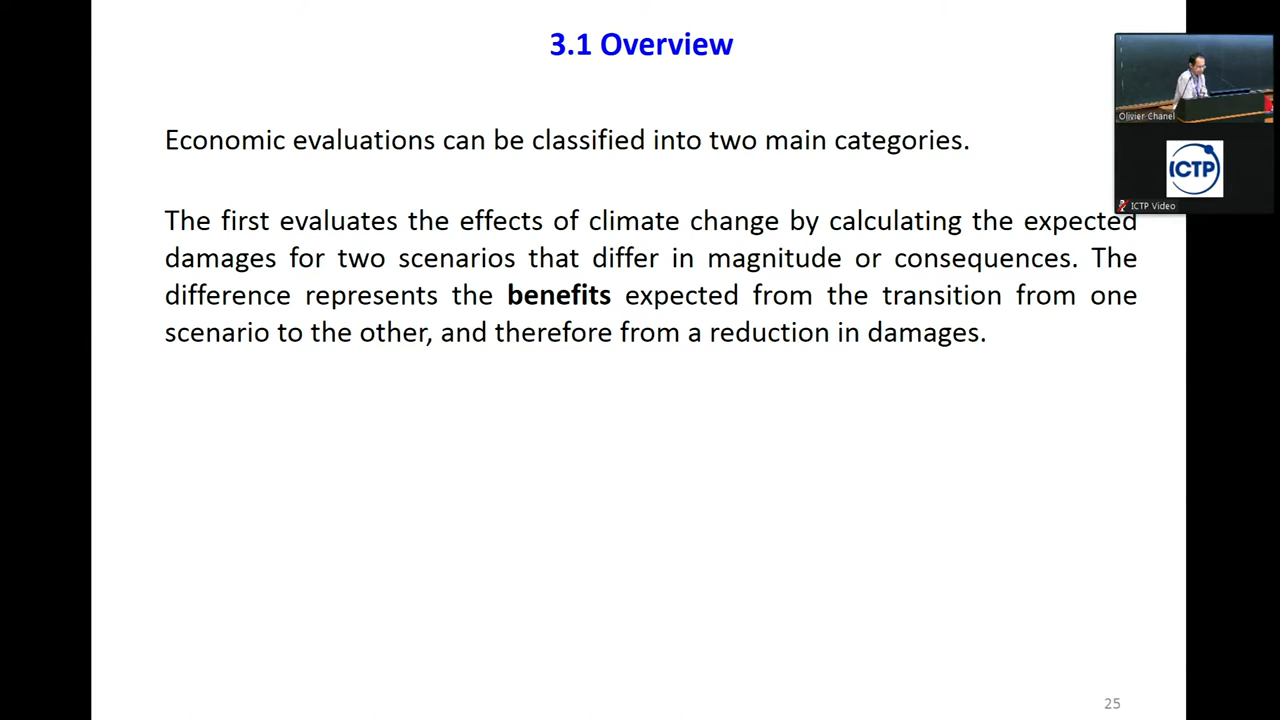 3.1 Overview
Economic evaluations can be classified into two main categories.
The first evaluates the effects of climate change by calculating the expected
damages for two scenarios that differ in magnitude or consequences. The
difference represents the benefits expected from the transition from one
scenario to the other, and therefore from a reduction in damages.
Olivier Chanel
ICTP
ICTP Video
25